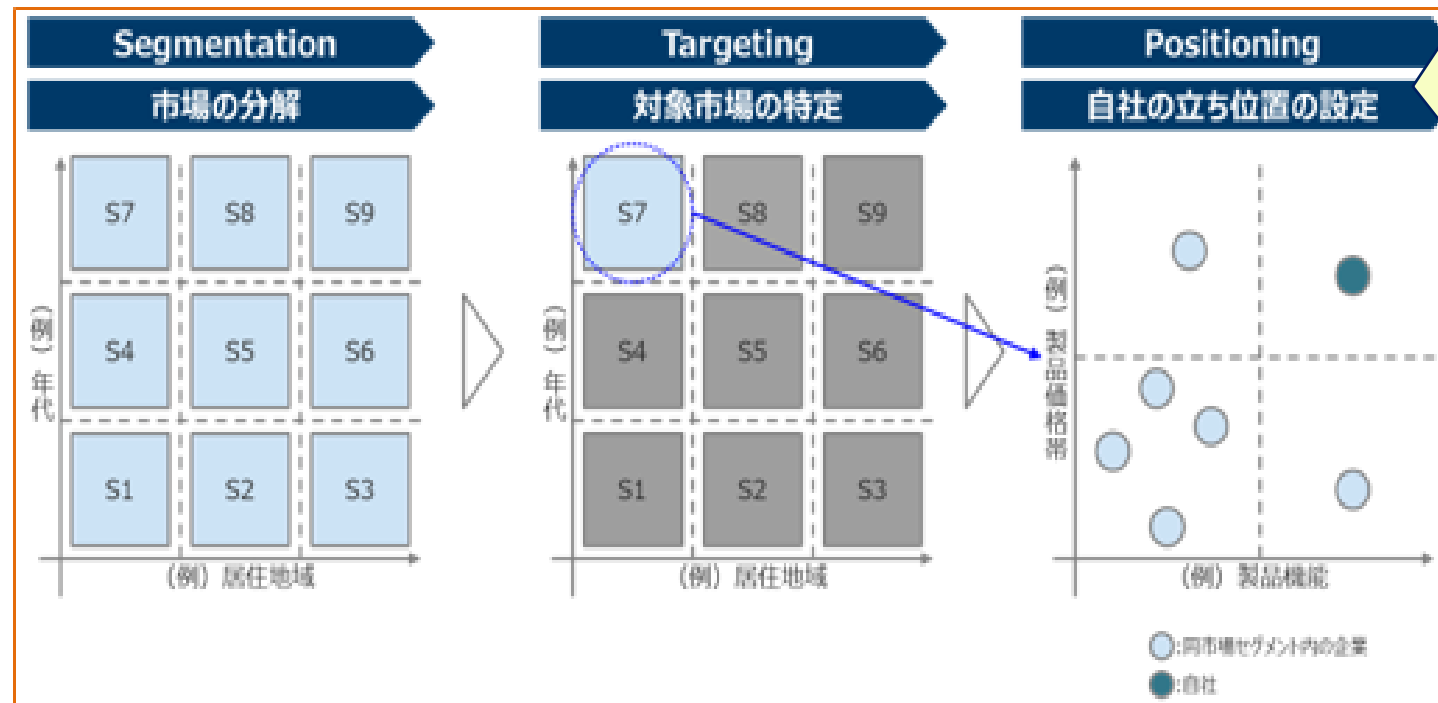 Segmentation
市場の分解
S7 S8 S9
S4 S5 S6
S1 S2 S3
(例) 年代
(例) 居住地域
Targeting
対象市場の特定
S7 S8 S9
S4 S5 S6
S1 S2 S3
(例) 年代
(例) 居住地域
Positioning
自社の立ち位置の設定
(例) 製品価格帯
(例) 製品機能
:同市場セグメント内の企業
:自社